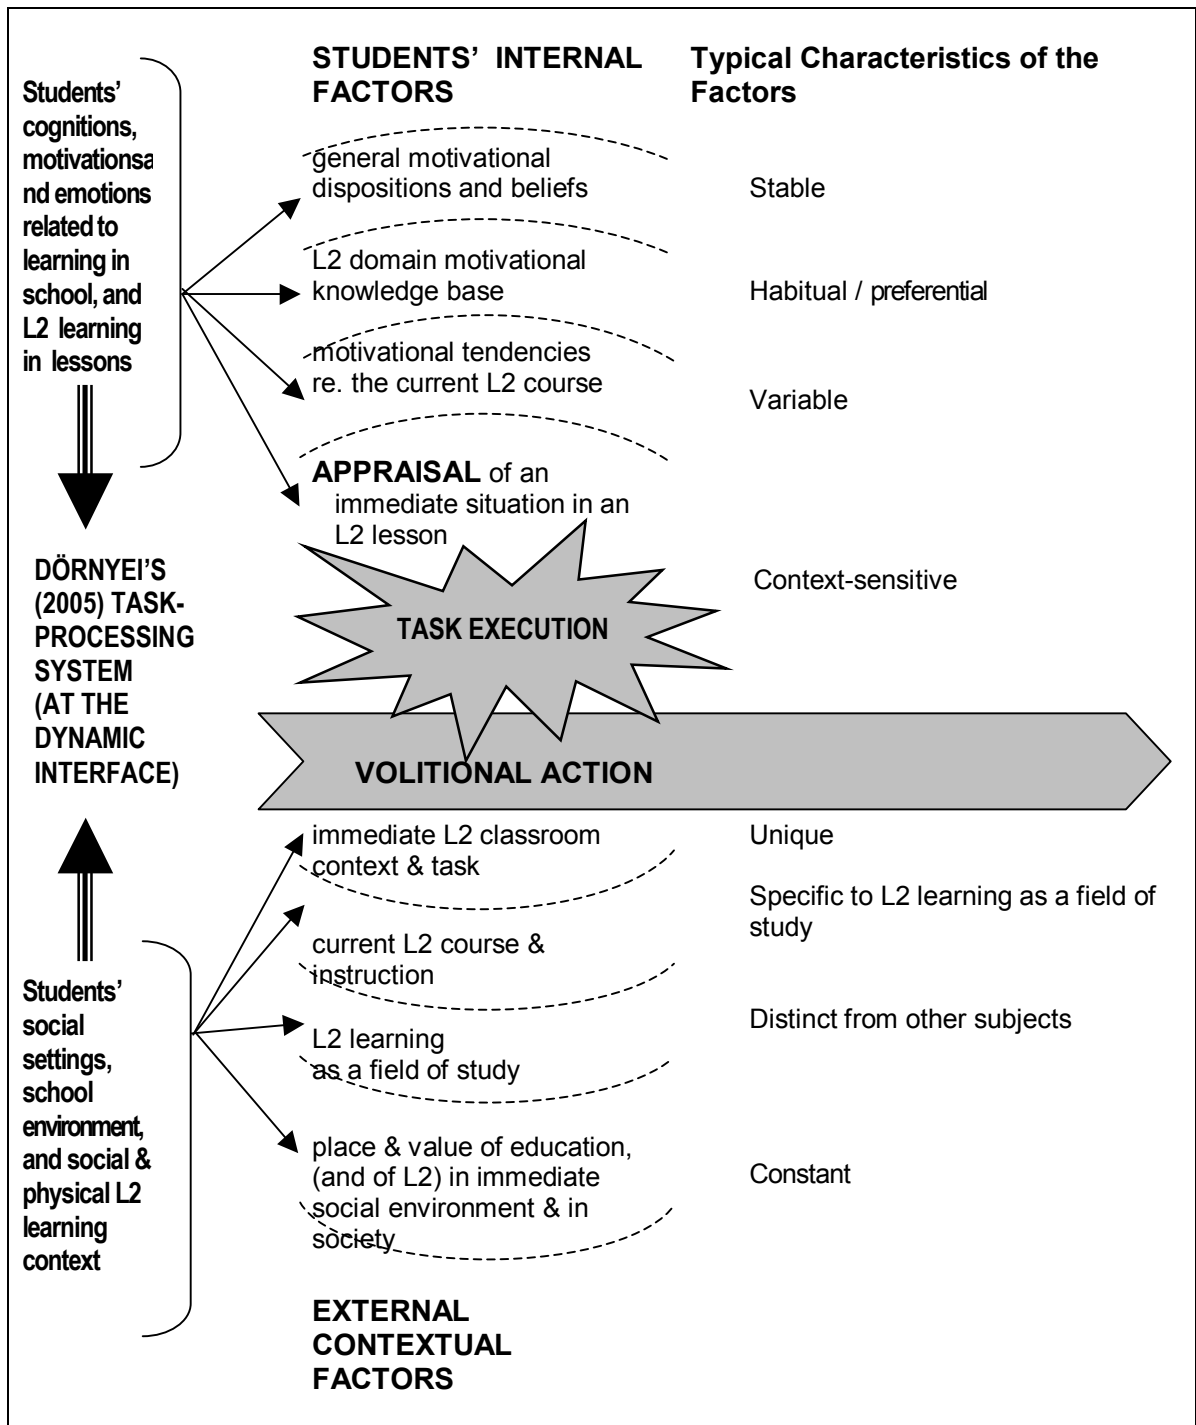 STUDENTS’ INTERNAL
FACTORS
Typical Characteristics of the
Factors
Students’
cognitions,
motivationsa
nd emotions
related to
learning in
school, and
L2 learning
in lessons
general motivational
dispositions and beliefs
Stable
L2 domain motivational
knowledge base
Habitual / preferential
motivational tendencies
re. the current L2 course
Variable
APPRAISAL of an
immediate situation in an
L2 lesson
Context-sensitive
TASK EXECUTION
DÖRNYEI’S
(2005) TASK-
PROCESSING
SYSTEM
(AT THE
DYNAMIC
INTERFACE)
VOLITIONAL ACTION
immediate L2 classroom
context & task
Unique
Specific to L2 learning as a field of
study
current L2 course &
instruction
Students’
social
settings,
school
environment,
and social &
physical L2
learning
context
L2 learning
as a field of study
Distinct from other subjects
place & value of education,
(and of L2) in immediate
social environment & in
society
Constant
EXTERNAL
CONTEXTUAL
FACTORS